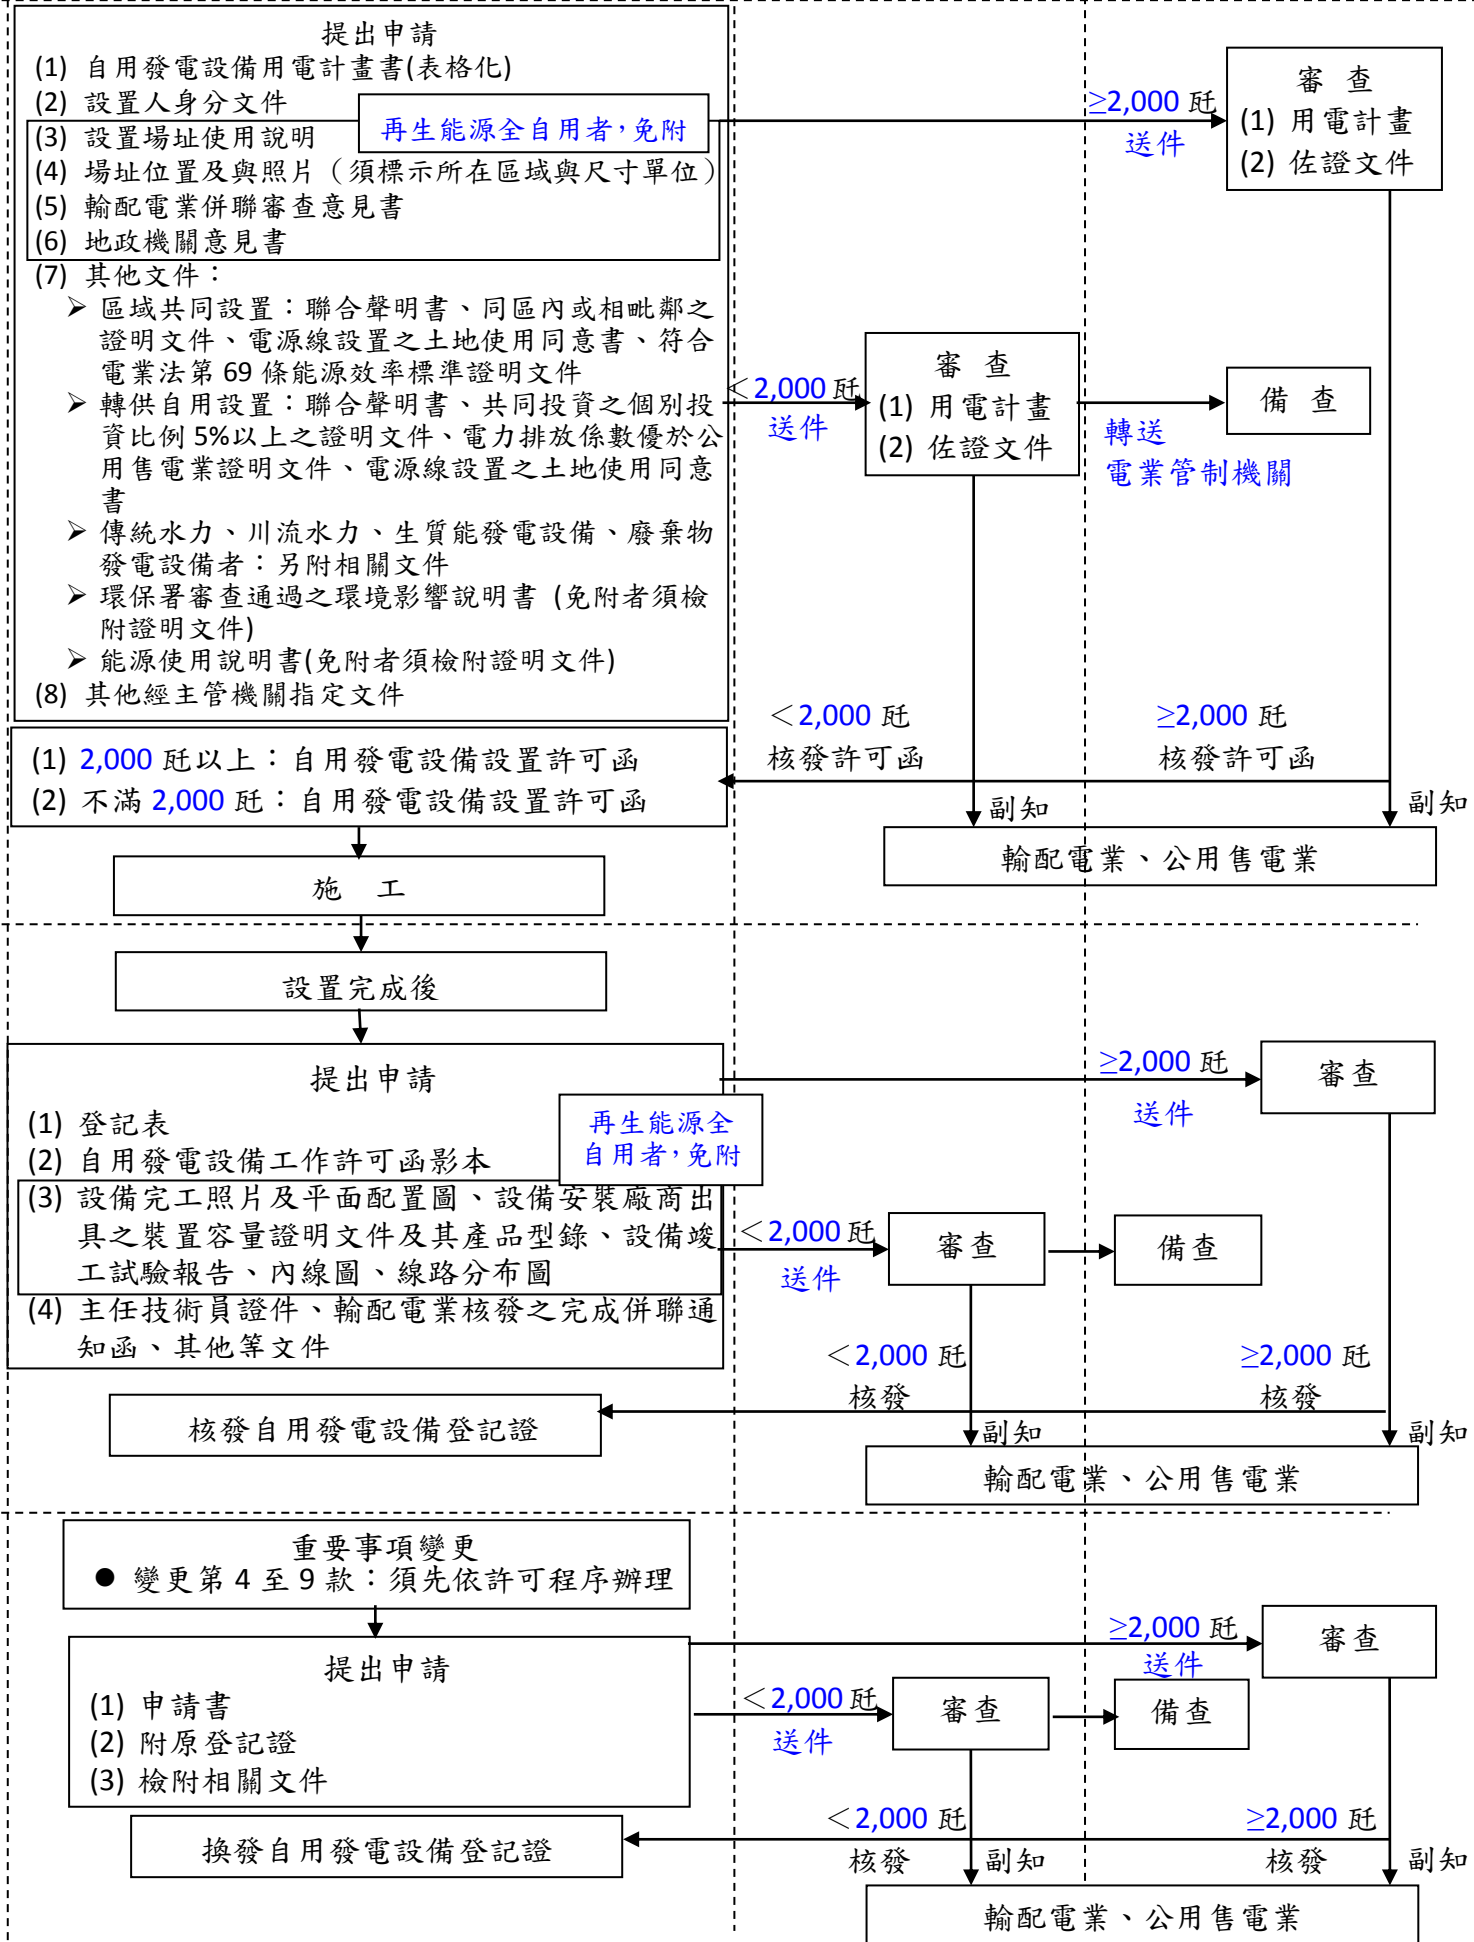 提出申請
(1) 自用發電設備用電計畫書(表格化)
(2) 設置人身分文件
再生能源全自用者，免附
(3) 設置場址使用說明
(4) 場址位置及與照片（須標示所在區域與尺寸單位）
(5) 輸配電業併聯審查意見書
(6) 地政機關意見書
(7) 其他文件：
➢ 區域共同設置：聯合聲明書、同區內或相毗鄰之
證明文件、電源線設置之土地使用同意書、符合
電業法第 69 條能源效率標準證明文件
➢ 轉供自用設置：聯合聲明書、共同投資之個別投
資比例 5%以上之證明文件、電力排放係數優於公
用售電業證明文件、電源線設置之土地使用同意
書
➢ 傳統水力、川流水力、生質能發電設備、廢棄物
發電設備者：另附相關文件
➢ 環保署審查通過之環境影響說明書 (免附者須檢
附證明文件)
➢ 能源使用說明書(免附者須檢附證明文件)
(8) 其他經主管機關指定文件
≥2,000 瓩
送件
審 查
(1) 用電計畫
(2) 佐證文件
＜2,000 瓩
送件
審 查
(1) 用電計畫
(2) 佐證文件
轉送
電業管制機關
備 查
＜2,000 瓩
核發許可函
≥2,000 瓩
核發許可函
(1) 2,000 瓩以上：自用發電設備設置許可函
(2) 不滿 2,000 瓩：自用發電設備設置許可函
副知
副知
輸配電業、公用售電業
施 工
設置完成後
提出申請
(1) 登記表
(2) 自用發電設備工作許可函影本
再生能源全
自用者，免附
(3) 設備完工照片及平面配置圖、設備安裝廠商出
具之裝置容量證明文件及其產品型錄、設備竣
工試驗報告、內線圖、線路分布圖
(4) 主任技術員證件、輸配電業核發之完成併聯通
知函、其他等文件
≥2,000 瓩
送件
審查
＜2,000 瓩
送件
審查
備查
＜2,000 瓩
核發
≥2,000 瓩
核發
核發自用發電設備登記證
副知
副知
輸配電業、公用售電業
重要事項變更
● 變更第 4 至 9 款：須先依許可程序辦理
提出申請
(1) 申請書
(2) 附原登記證
(3) 檢附相關文件
≥2,000 瓩
送件
審查
＜2,000 瓩
送件
審查
備查
＜2,000 瓩
核發
≥2,000 瓩
核發
換發自用發電設備登記證
副知
副知
輸配電業、公用售電業